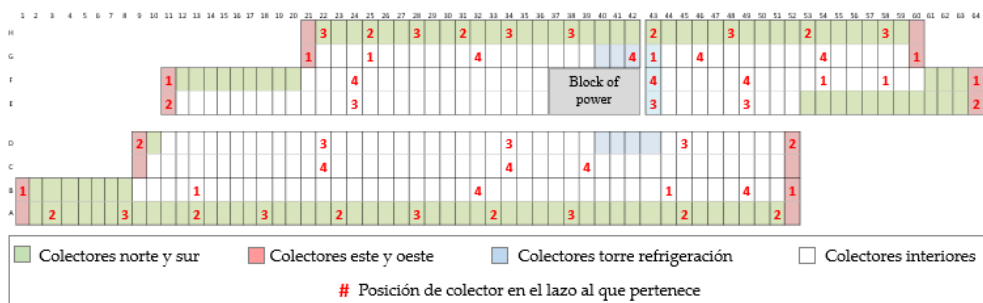 1 2 3 4 5 6 7 8 9 10 11 12 13 14 15 16 17 18 19 20 21 22 23 24 25 26 27 28 29 30 31 32 33 34 35 36 37 38 39 40 41 42 43 44 45 46 47 48 49 50 51 52 53 54 55 56 57 58 59 60 61 62 63 64
H 3 2 3 3 3 3 2 3 2 3
G 1 1 4 4 1 4 4 1
F 1 4 Block of 4 4 1 1 1
E 2 3 power 3 3 2
D 2 3 3 3 2
C 4 4 4
B 1 1 4 1 4 1
A 2 3 2 3 2 3 2 3 2 2
Colectores norte y sur Colectores este y oeste Colectores torre refrigeración Colectores interiores
# Posición de colector en el lazo al que pertenece